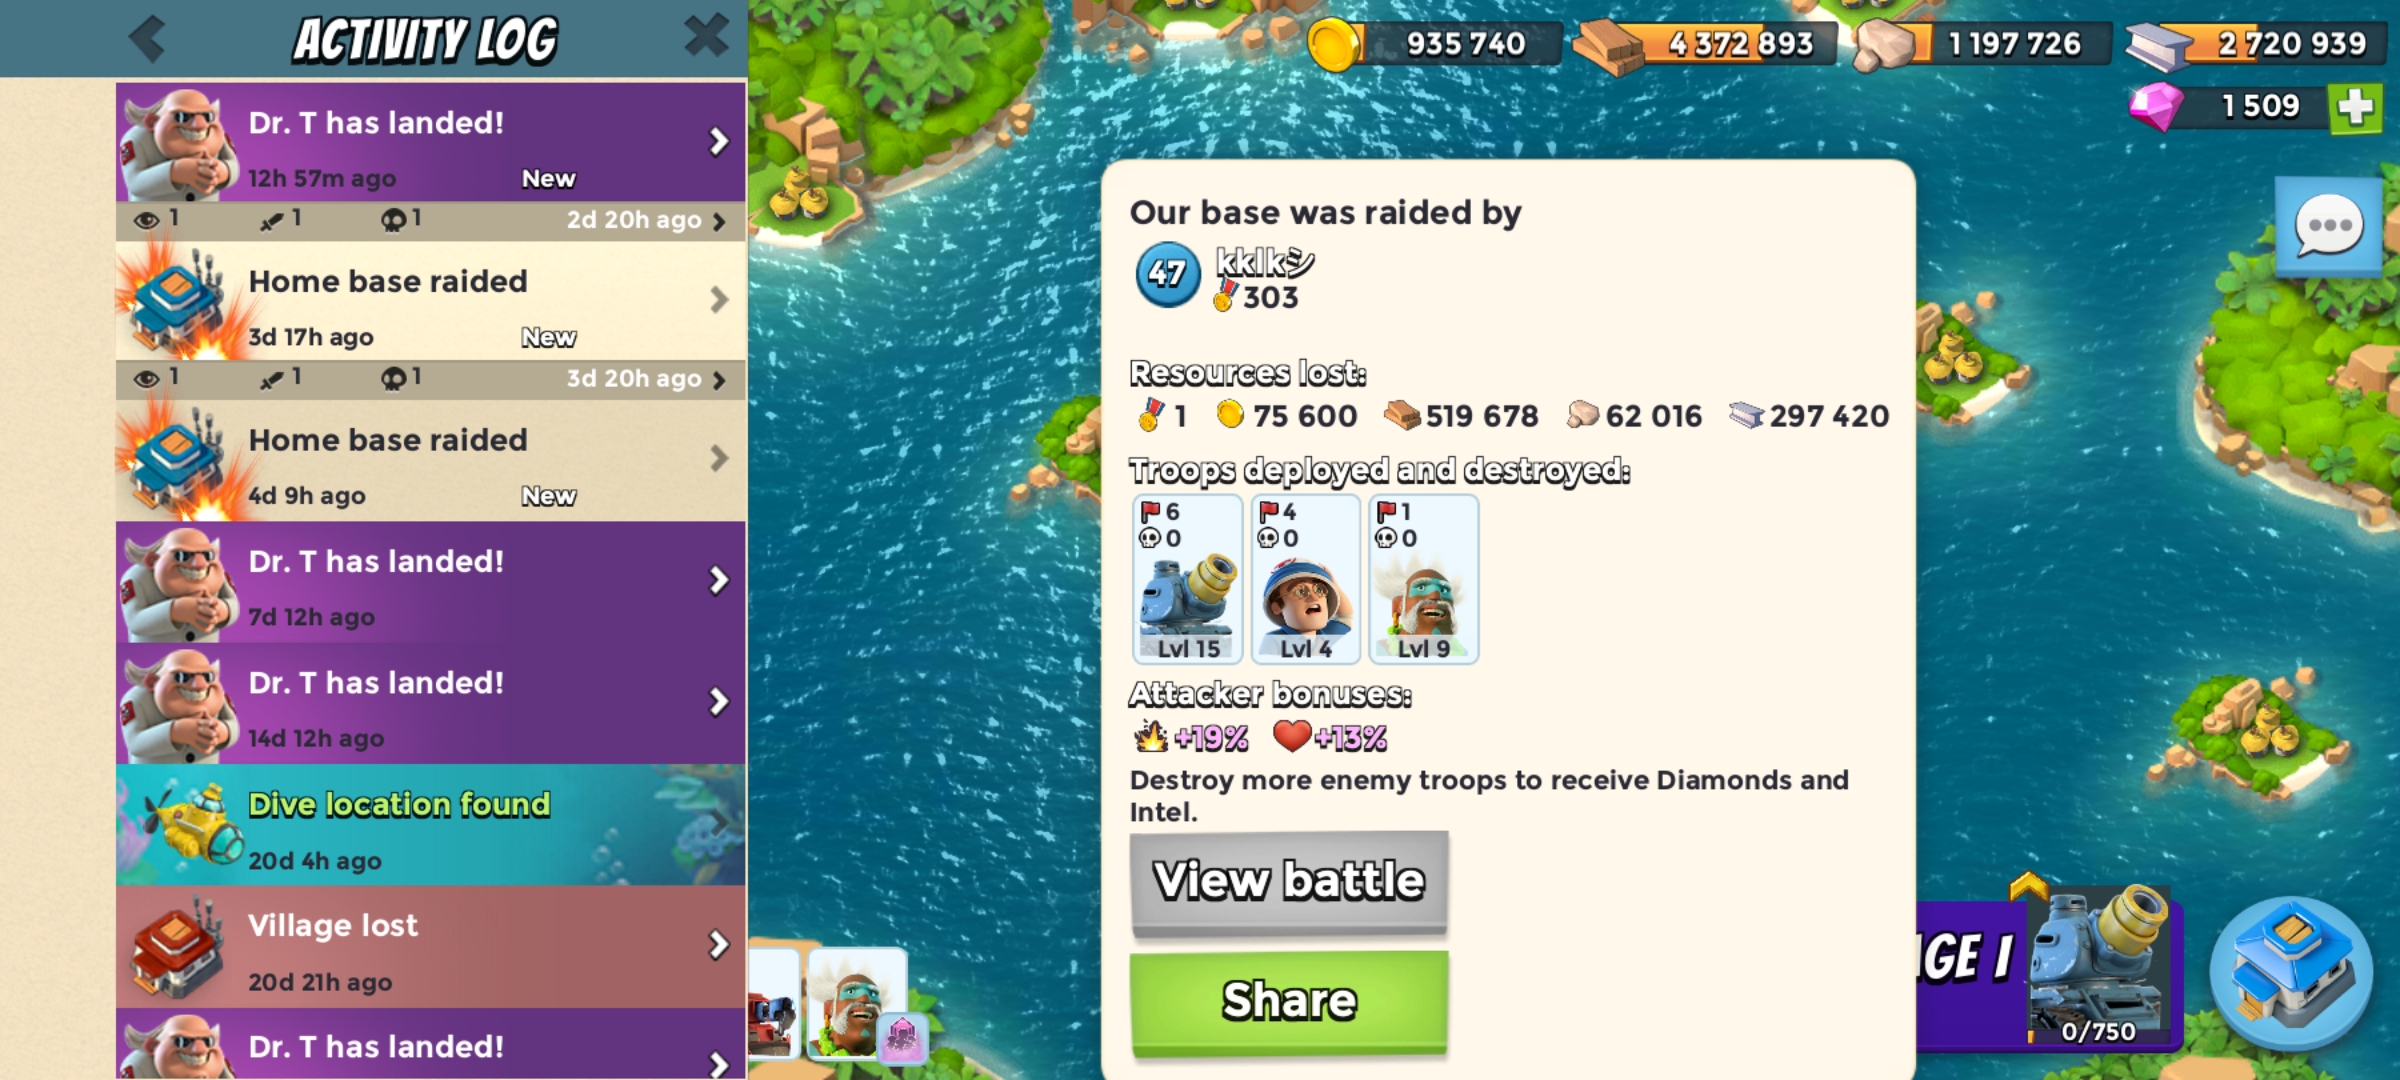 ACTIVITY LOG
Dr. T has landed!
12h 57m ago New
1 1 1 2d 20h ago
Home base raided
3d 17h ago New
1 1 1 3d 20h ago
Home base raided
4d 9h ago New
Dr. T has landed!
7d 12h ago
Dr. T has landed!
14d 12h ago
Dive location found
20d 4h ago
Village lost
20d 21h ago
Dr. T has landed!
935 740 4 372 893 1 197 726 2 720 939
1 509
Our base was raided by
47 kklkシ
303
Resources lost:
1 75 600 519 678 62 016 297 420
Troops deployed and destroyed:
6 4 1
0 0 0
Lvl 15 Lvl 4 Lvl 9
Attacker bonuses:
+19% +13%
Destroy more enemy troops to receive Diamonds and
Intel.
View battle
Share
GE I
0/750